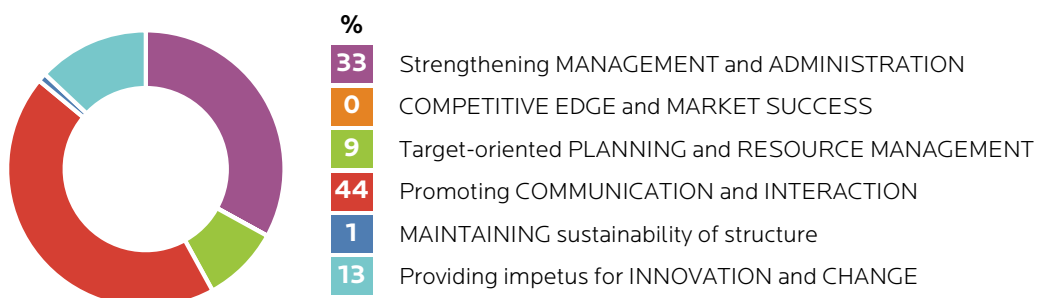 %
33 Strengthening MANAGEMENT and ADMINISTRATION
0 COMPETITIVE EDGE and MARKET SUCCESS
9 Target-oriented PLANNING and RESOURCE MANAGEMENT
44 Promoting COMMUNICATION and INTERACTION
1 MAINTAINING sustainability of structure
13 Providing impetus for INNOVATION and CHANGE